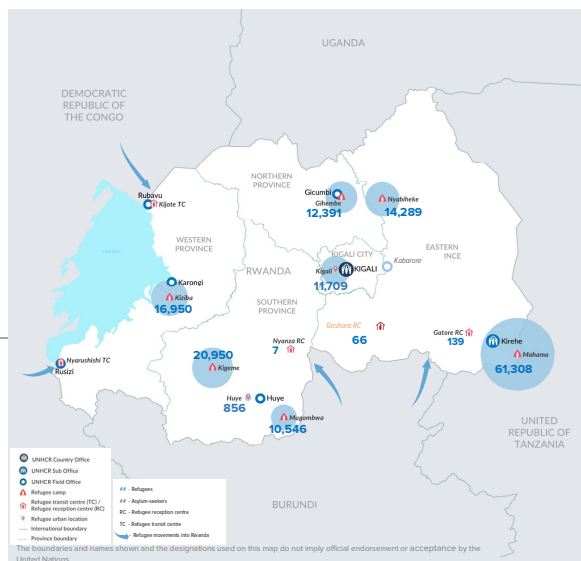 UGANDA
DEMOCRATIC
REPUBLIC OF
THE CONGO
NORTHERN
PROVINCE
Rubavu
Kijote TC
Gicumbi
Gihembe
12,391
Nyabiheke
14,289
WESTERN
PROVINCE
KIGALI CITY
Kigali
KIGALI
11,709
Kabarore
EASTERN
INCE
RWANDA
Karongi
Kiziba
16,950
SOUTHERN
PROVINCE
Gashora RC
66
Gatore RC
139
Kirehe
Mahama
61,308
Nyanza RC
7
Nyarushishi TC
Rusizi
20,950
Kigeme
Huye
856
Huye
Mugombwa
10,546
UNITED
REPUBLIC OF
TANZANIA
BURUNDI
UNHCR Country Office
UNHCR Sub Office
UNHCR Field Office
Refugee camp
Refugee transit centre (TC) /
Refugee reception centre (RC)
Refugee urban location
International boundary
Province boundary
## - Refugees
## - Asylum-seekers
RC - Refugee reception centre
TC - Refugee transit centre
- Refugee movements into Rwanda
The boundaries and names shown and the designations used on this map do not imply official endorsement or acceptance by the
United Nations